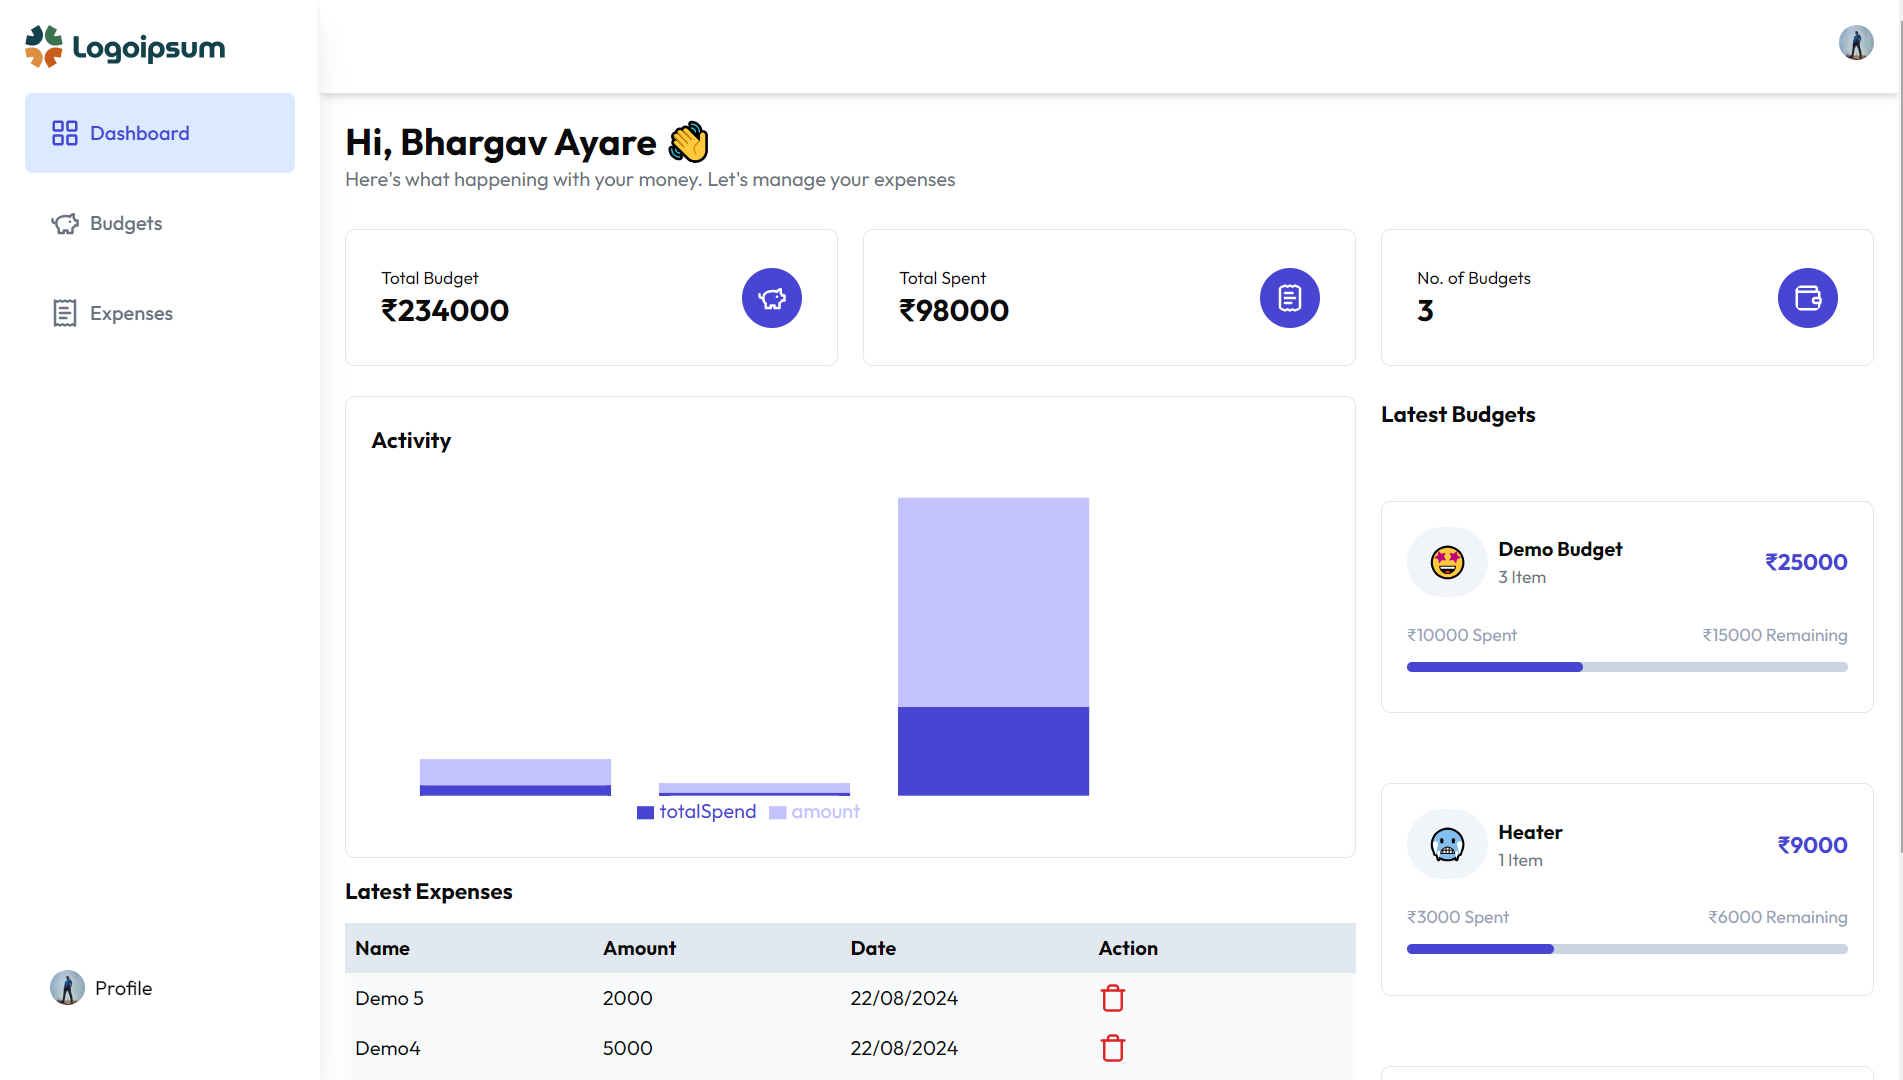 Logoipsum
Dashboard
Budgets
Expenses
Profile
Hi, Bhargav Ayare 👋
Here's what happening with your money. Let's manage your expenses
Total Budget
₹234000
Total Spent
₹98000
No. of Budgets
3
Activity
totalSpend amount
Latest Expenses
Name Amount Date Action
Demo 5 2000 22/08/2024
Demo4 5000 22/08/2024
Latest Budgets
Demo Budget
3 Item
₹25000
₹10000 Spent ₹15000 Remaining
Heater
1 Item
₹9000
₹3000 Spent ₹6000 Remaining